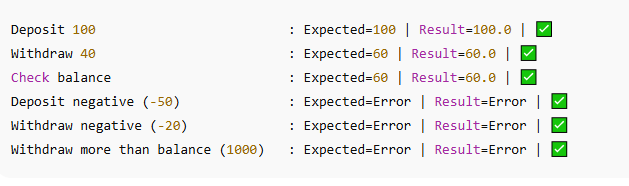 Deposit 100 : Expected=100 | Result=100.0 | ✅
Withdraw 40 : Expected=60 | Result=60.0 | ✅
Check balance : Expected=60 | Result=60.0 | ✅
Deposit negative (-50) : Expected=Error | Result=Error | ✅
Withdraw negative (-20) : Expected=Error | Result=Error | ✅
Withdraw more than balance (1000) : Expected=Error | Result=Error | ✅